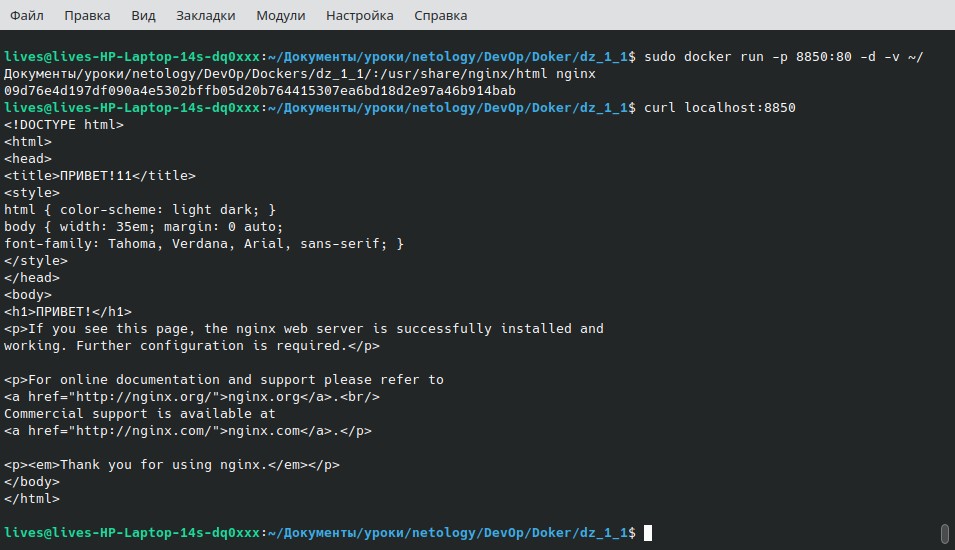 Файл Правка Вид Закладки Модули Настройка Справка
lives@lives-HP-Laptop-14s-dq0xxx:~/Документы/уроки/netology/DevOp/Doker/dz_1_1$ sudo docker run -p 8850:80 -d -v ~/
Документы/уроки/netology/DevOp/Dockers/dz_1_1/:/usr/share/nginx/html nginx
09d76e4d197df090a4e5302bffb05d20b764415307ea6bd18d2e97a46b914bab
lives@lives-HP-Laptop-14s-dq0xxx:~/Документы/уроки/netology/DevOp/Doker/dz_1_1$ curl localhost:8850
<!DOCTYPE html>
<html>
<head>
<title>ПРИВЕТ!11</title>
<style>
html { color-scheme: light dark; }
body { width: 35em; margin: 0 auto;
font-family: Tahoma, Verdana, Arial, sans-serif; }
</style>
</head>
<body>
<h1>ПРИВЕТ!</h1>
<p>If you see this page, the nginx web server is successfully installed and
working. Further configuration is required.</p>
<p>For online documentation and support please refer to
<a href="http://nginx.org/">nginx.org</a>.<br/>
Commercial support is available at
<a href="http://nginx.com/">nginx.com</a>.</p>
<p><em>Thank you for using nginx.</em></p>
</body>
</html>
lives@lives-HP-Laptop-14s-dq0xxx:~/Документы/уроки/netology/DevOp/Doker/dz_1_1$